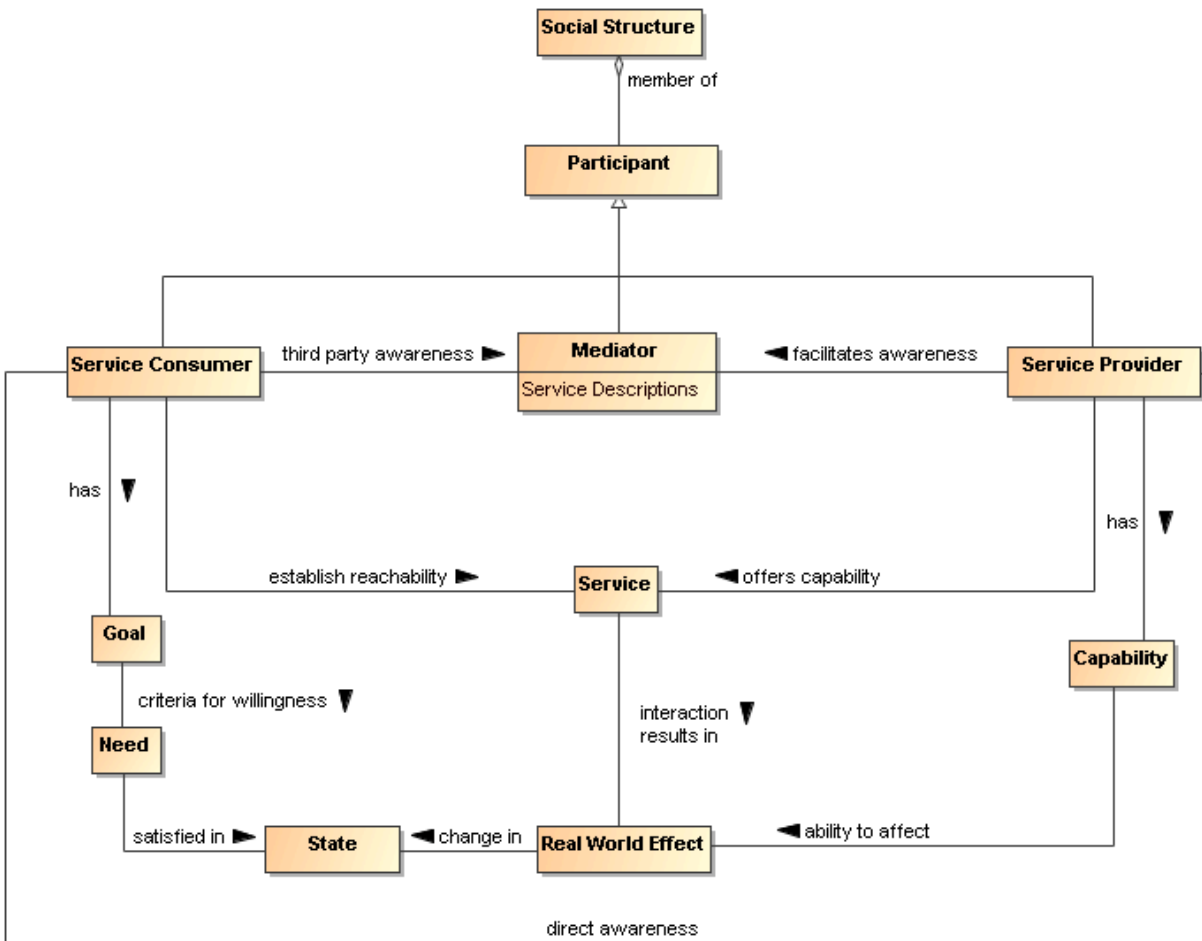 Social Structure
member of
Participant
third party awareness
Mediator
facilitates awareness
Service Consumer
Service Descriptions
Service Provider
has
has
establish reachability
Service
offers capability
Goal
Capability
criteria for willingness
interaction
results in
Need
satisfied in
State
change in
Real World Effect
ability to affect
direct awareness